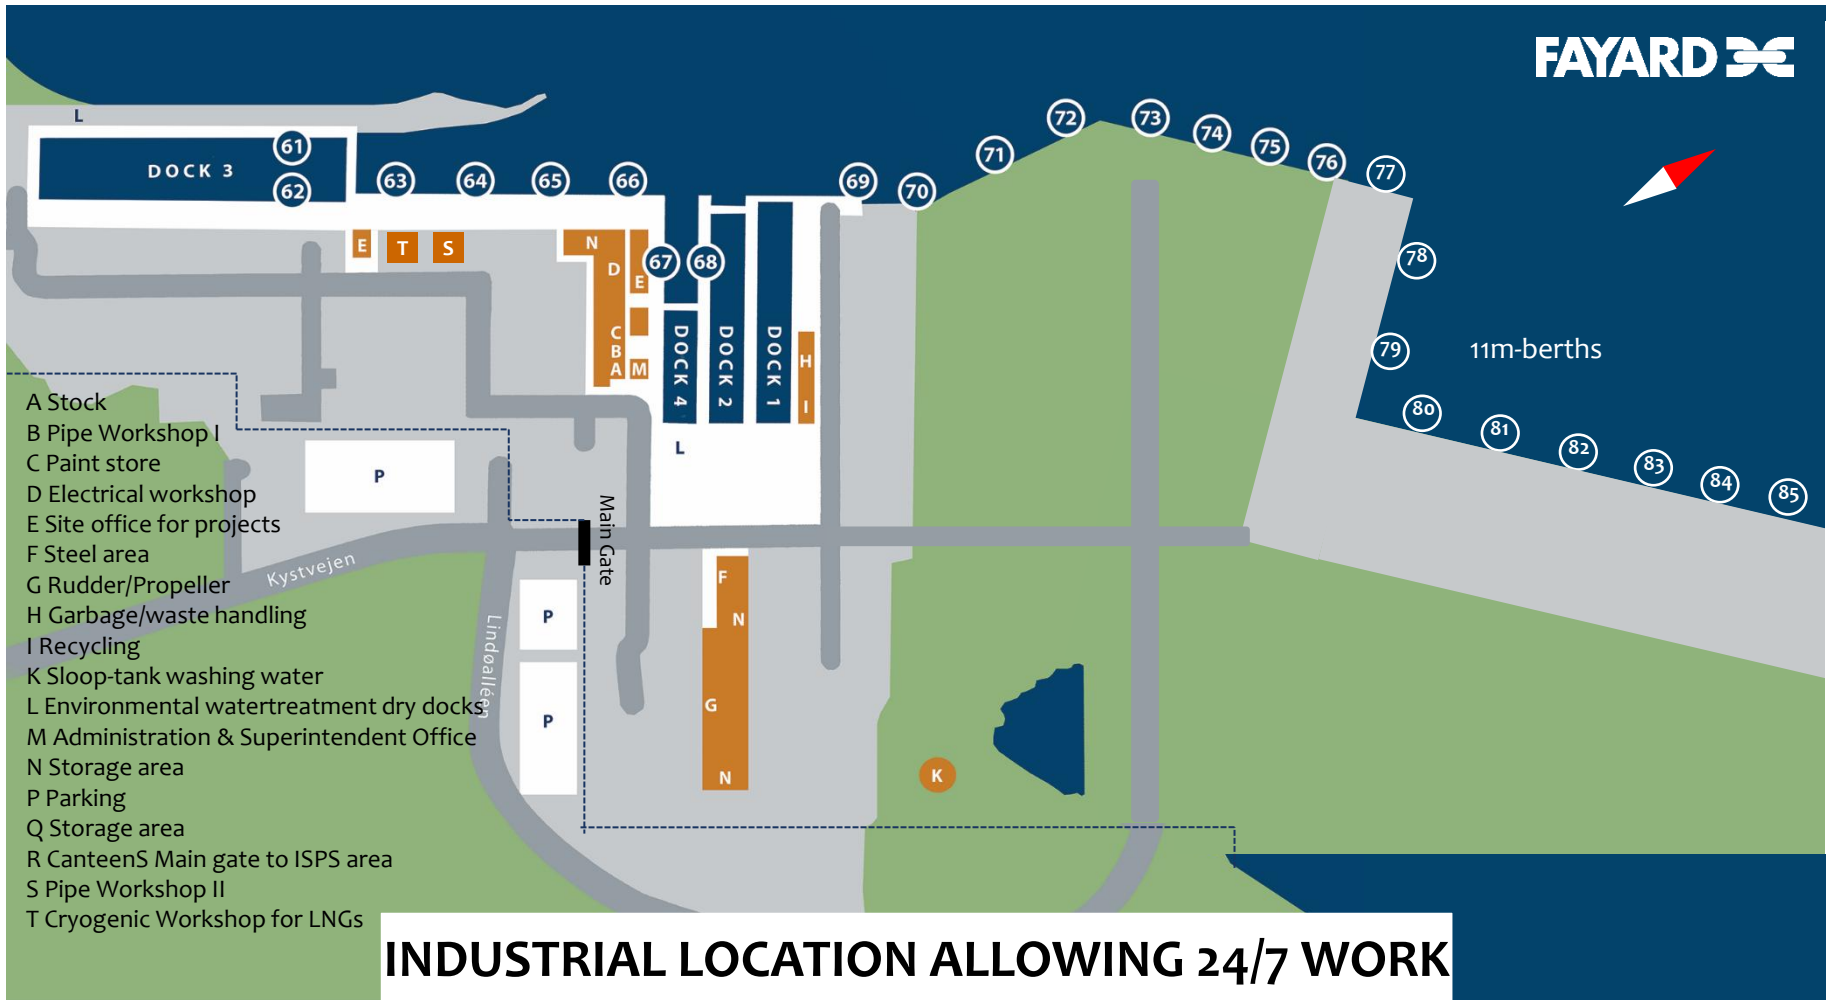 FAYARD
L
DOCK 3
61
62
63
64
65
66
67
68
69
70
71
72
73
74
75
76
77
78
79
80
81
82
83
84
85
11m-berths
E
T
S
N
D
E
C
B
A
M
DOCK 4
DOCK 2
DOCK 1
H
I
L
P
Main Gate
Kystvejen
Lindøalléen
P
P
F
N
G
N
K
A Stock
B Pipe Workshop I
C Paint store
D Electrical workshop
E Site office for projects
F Steel area
G Rudder/Propeller
H Garbage/waste handling
I Recycling
K Sloop-tank washing water
L Environmental watertreatment dry docks
M Administration & Superintendent Office
N Storage area
P Parking
Q Storage area
R CanteenS Main gate to ISPS area
S Pipe Workshop II
T Cryogenic Workshop for LNGs
INDUSTRIAL LOCATION ALLOWING 24/7 WORK